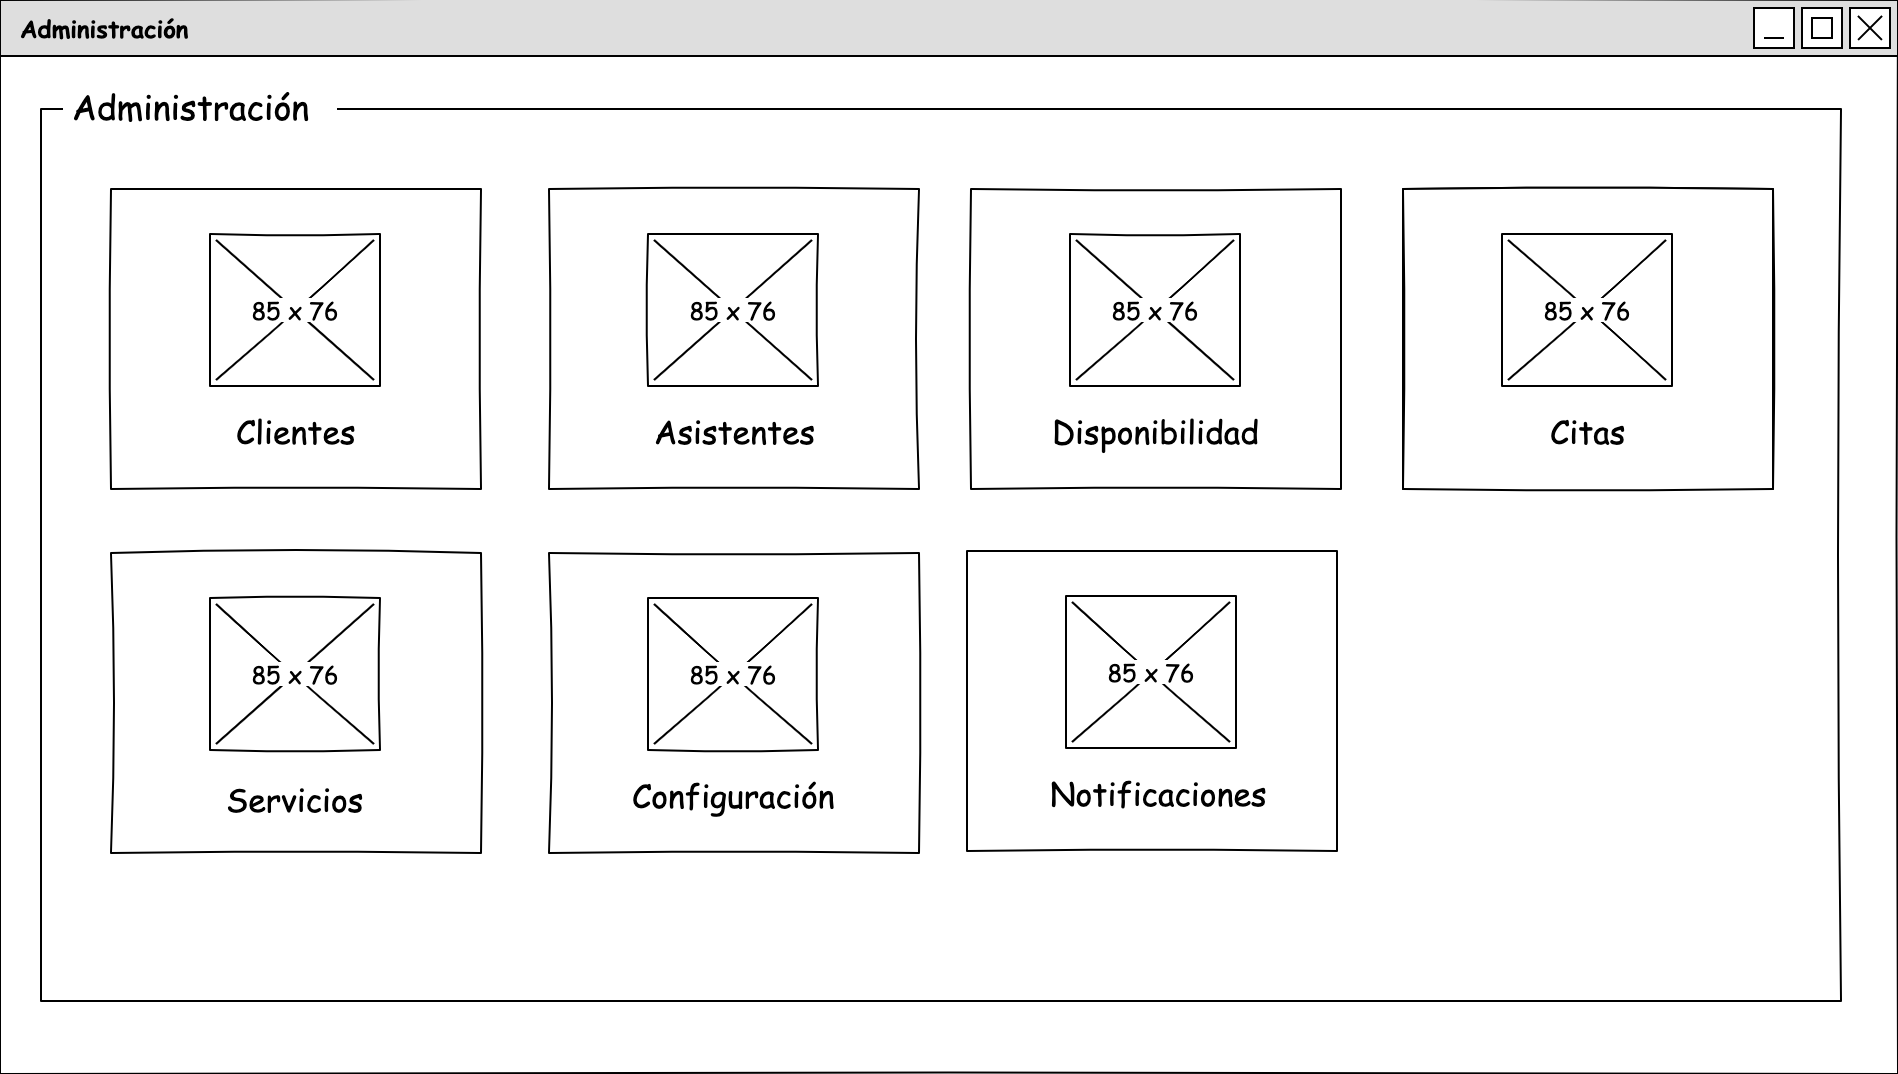 Administración
Administración
85 x 76
85 x 76
85 x 76
85 x 76
Clientes
Asistentes
Disponibilidad
Citas
85 x 76
85 x 76
85 x 76
Servicios
Configuración
Notificaciones